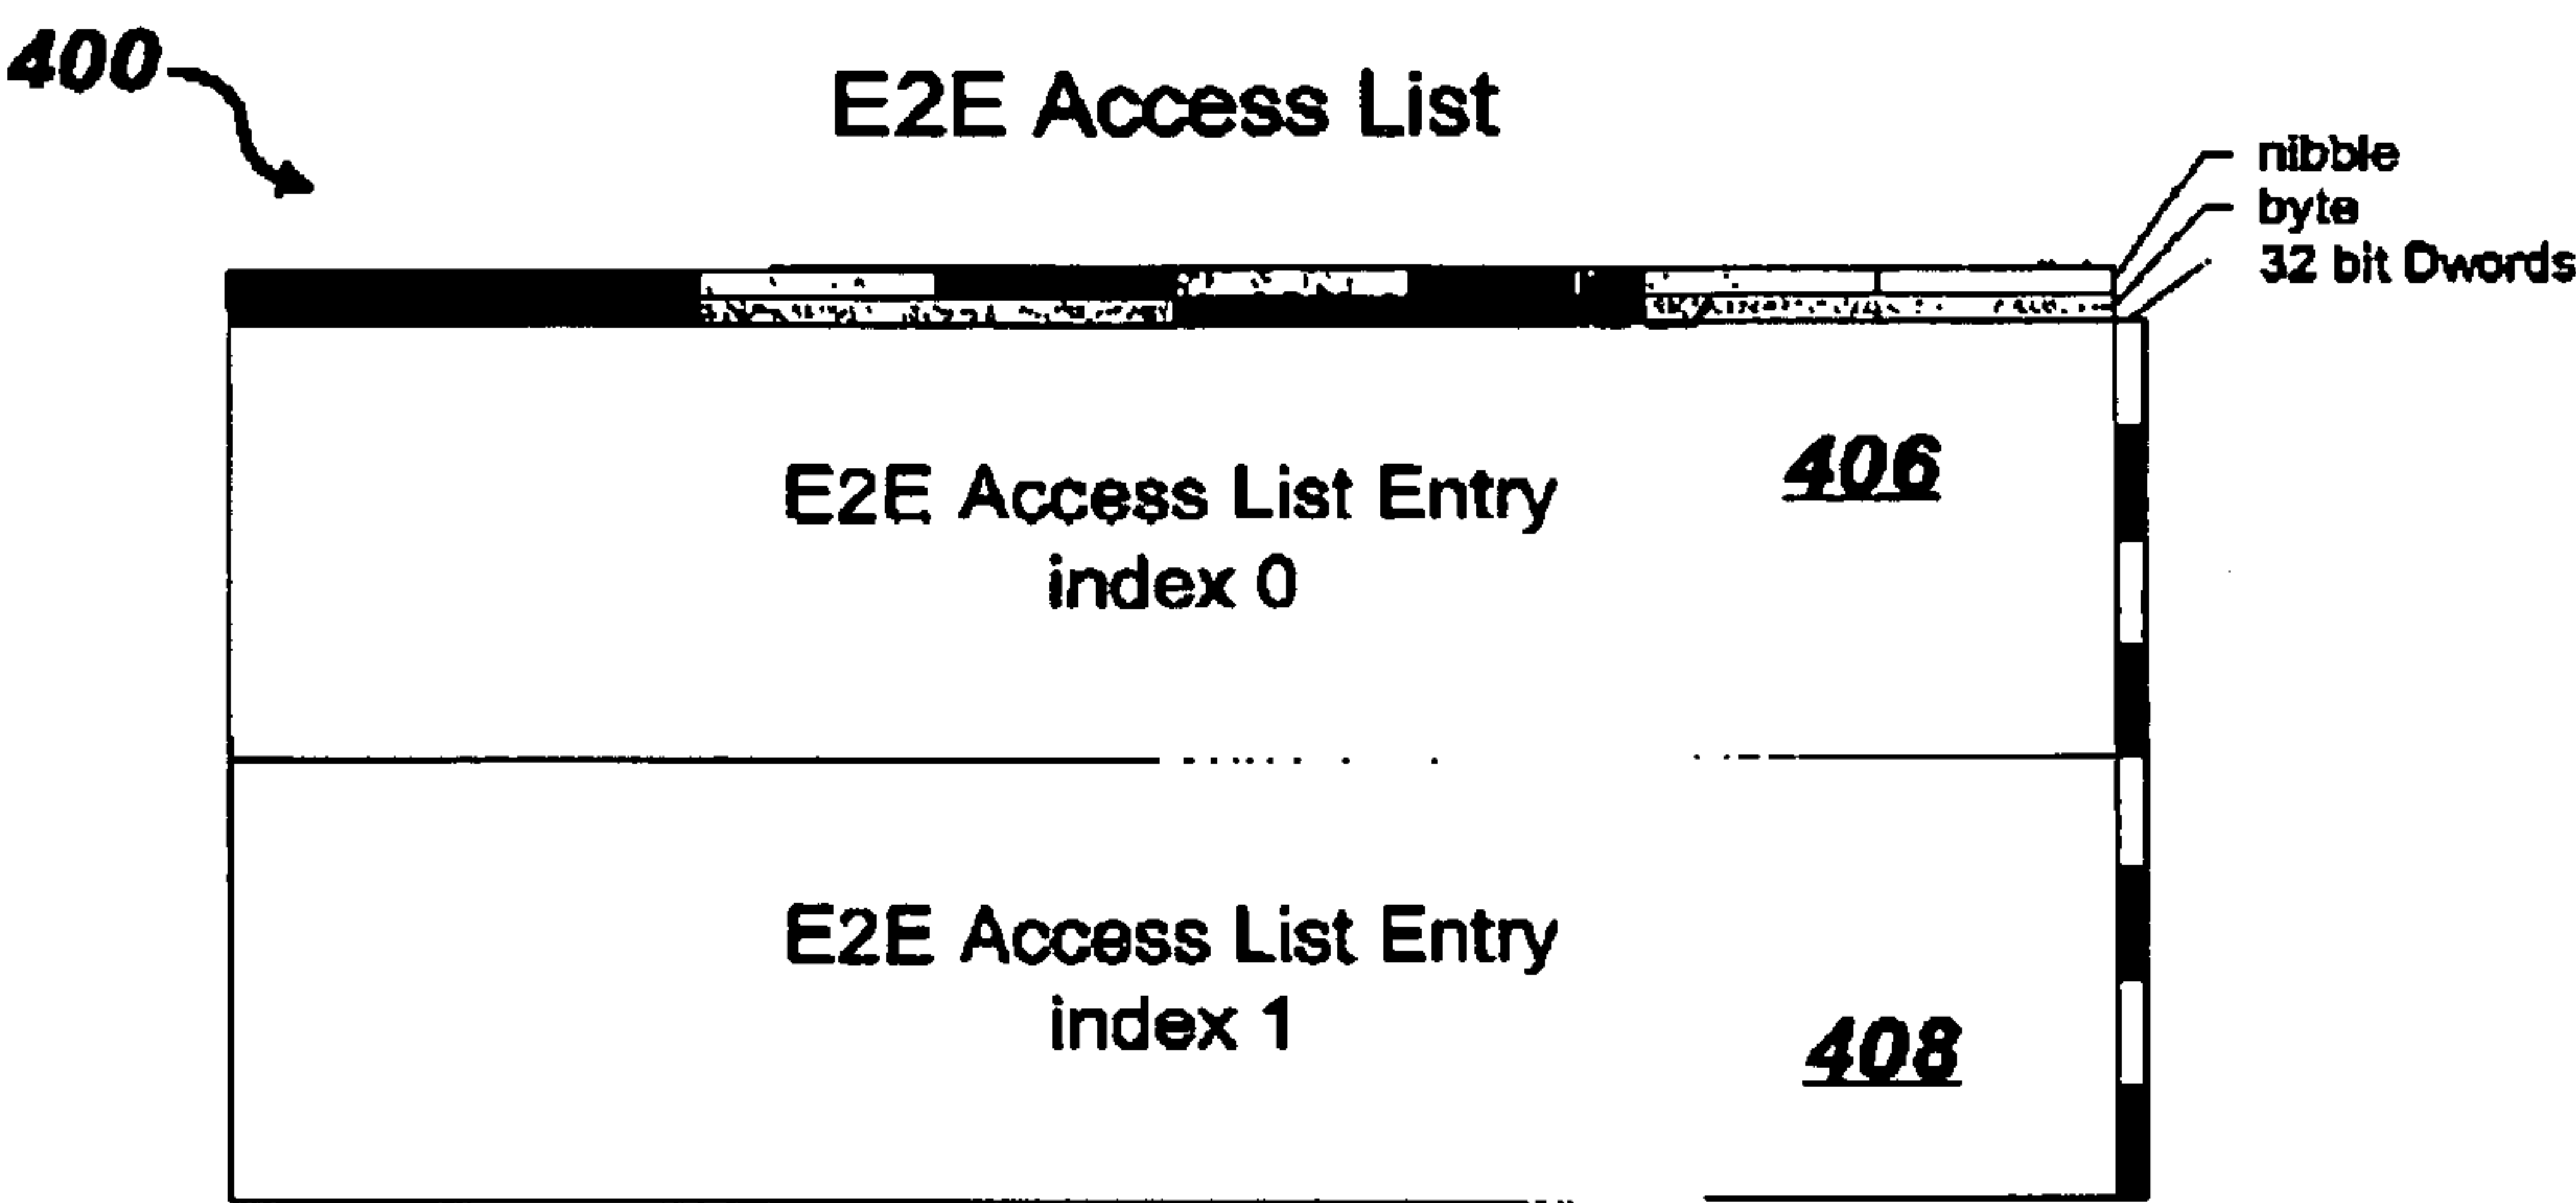 400
E2E Access List
nibble
byte
32 bit Dwords
E2E Access List Entry
index 0
406
E2E Access List Entry
index 1
408